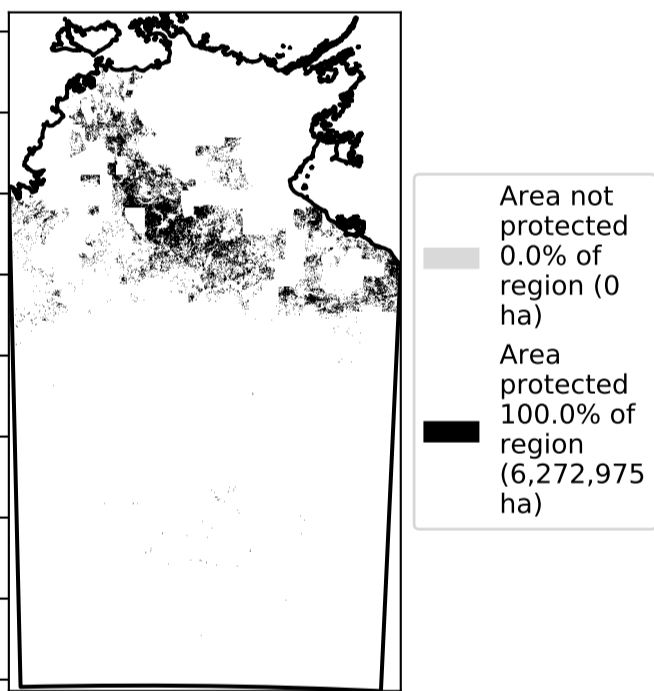 Area not
protected
0.0% of
region (0
ha)
Area
protected
100.0% of
region
(6,272,975
ha)